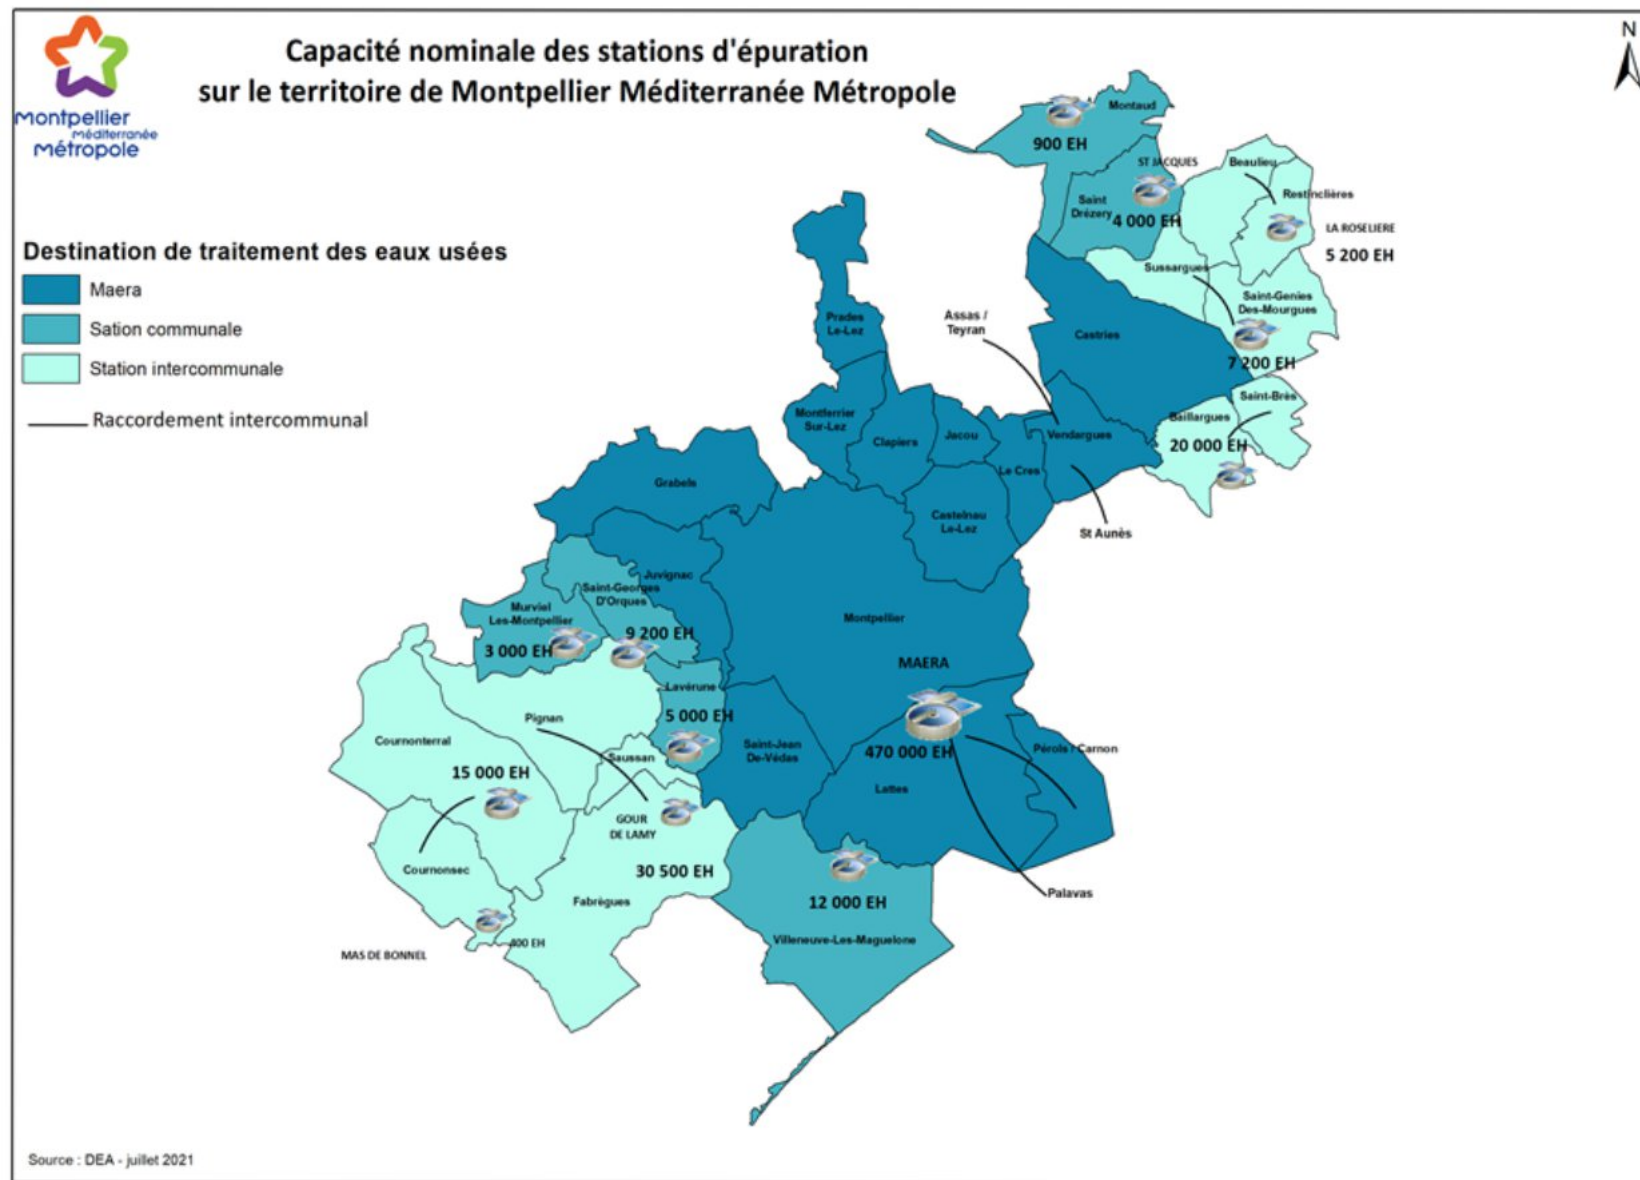 Capacité nominale des stations d'épuration
sur le territoire de Montpellier Méditerranée Métropole
N
montpellier
méditerranée
métropole
Destination de traitement des eaux usées
Maera
Sation communale
Station intercommunale
Raccordement intercommunal
Montaud
900 EH
ST JACQUES
Saint
Drézery
4 000 EH
Beaulieu
Restinclières
LA ROSELIERE
5 200 EH
Sussargues
Saint-Genies
Des-Mourgues
7 200 EH
Castries
Assas /
Teyran
Prades
Le-Lez
Montferrier
Sur-Lez
Clapiers
Jacou
Le Cres
Vendargues
Saint-Brès
Baillargues
20 000 EH
St Aunès
Castelnau
Le-Lez
Grabels
Juvignac
Saint-Georges
D'Orques
9 200 EH
Murviel
Les-Montpellier
3 000 EH
Montpellier
MAERA
470 000 EH
Lavérune
5 000 EH
Pignan
Cournonterral
15 000 EH
Saussan
Saint-Jean
De-Védas
Lattes
Pérols / Carnon
GOUR
DE LAMY
30 500 EH
Cournonsec
Fabrègues
12 000 EH
Villeneuve-Les-Maguelone
Palavas
400 EH
MAS DE BONNEL
Source : DEA - juillet 2021